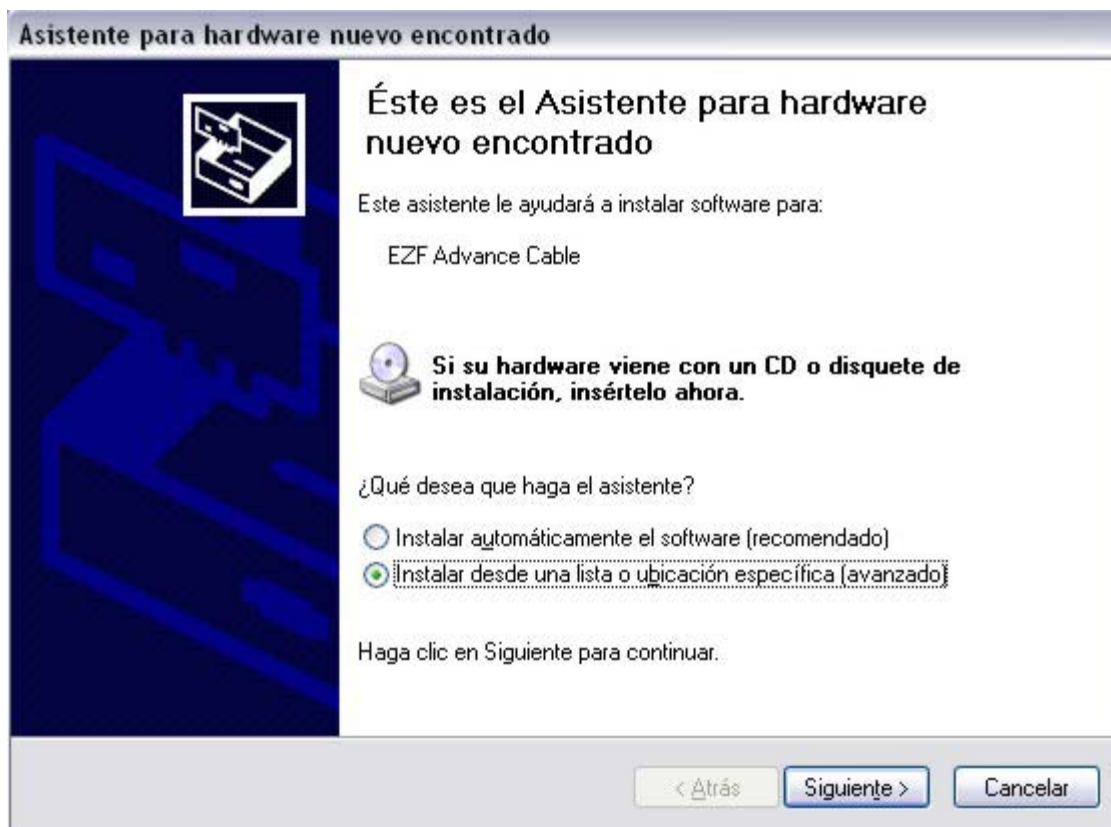 Asistente para hardware nuevo encontrado
Éste es el Asistente para hardware
nuevo encontrado
Este asistente le ayudará a instalar software para:
EZF Advance Cable
Si su hardware viene con un CD o disquete de
instalación, insértelo ahora.
¿Qué desea que haga el asistente?
Instalar automáticamente el software (recomendado)
Instalar desde una lista o ubicación específica (avanzado)
Haga clic en Siguiente para continuar.
< Atrás
Siguiente >
Cancelar